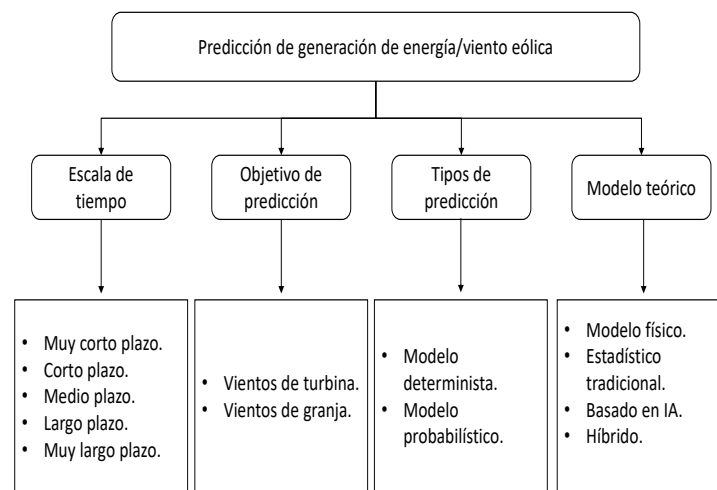 Predicción de generación de energía/viento eólica
Escala de
tiempo
Objetivo de
predicción
Tipos de
predicción
Modelo teórico
• Muy corto plazo.
• Corto plazo.
• Medio plazo.
• Largo plazo.
• Muy largo plazo.
• Vientos de turbina.
• Vientos de granja.
• Modelo
determinista.
• Modelo
probabilístico.
• Modelo físico.
• Estadístico
tradicional.
• Basado en IA.
• Híbrido.